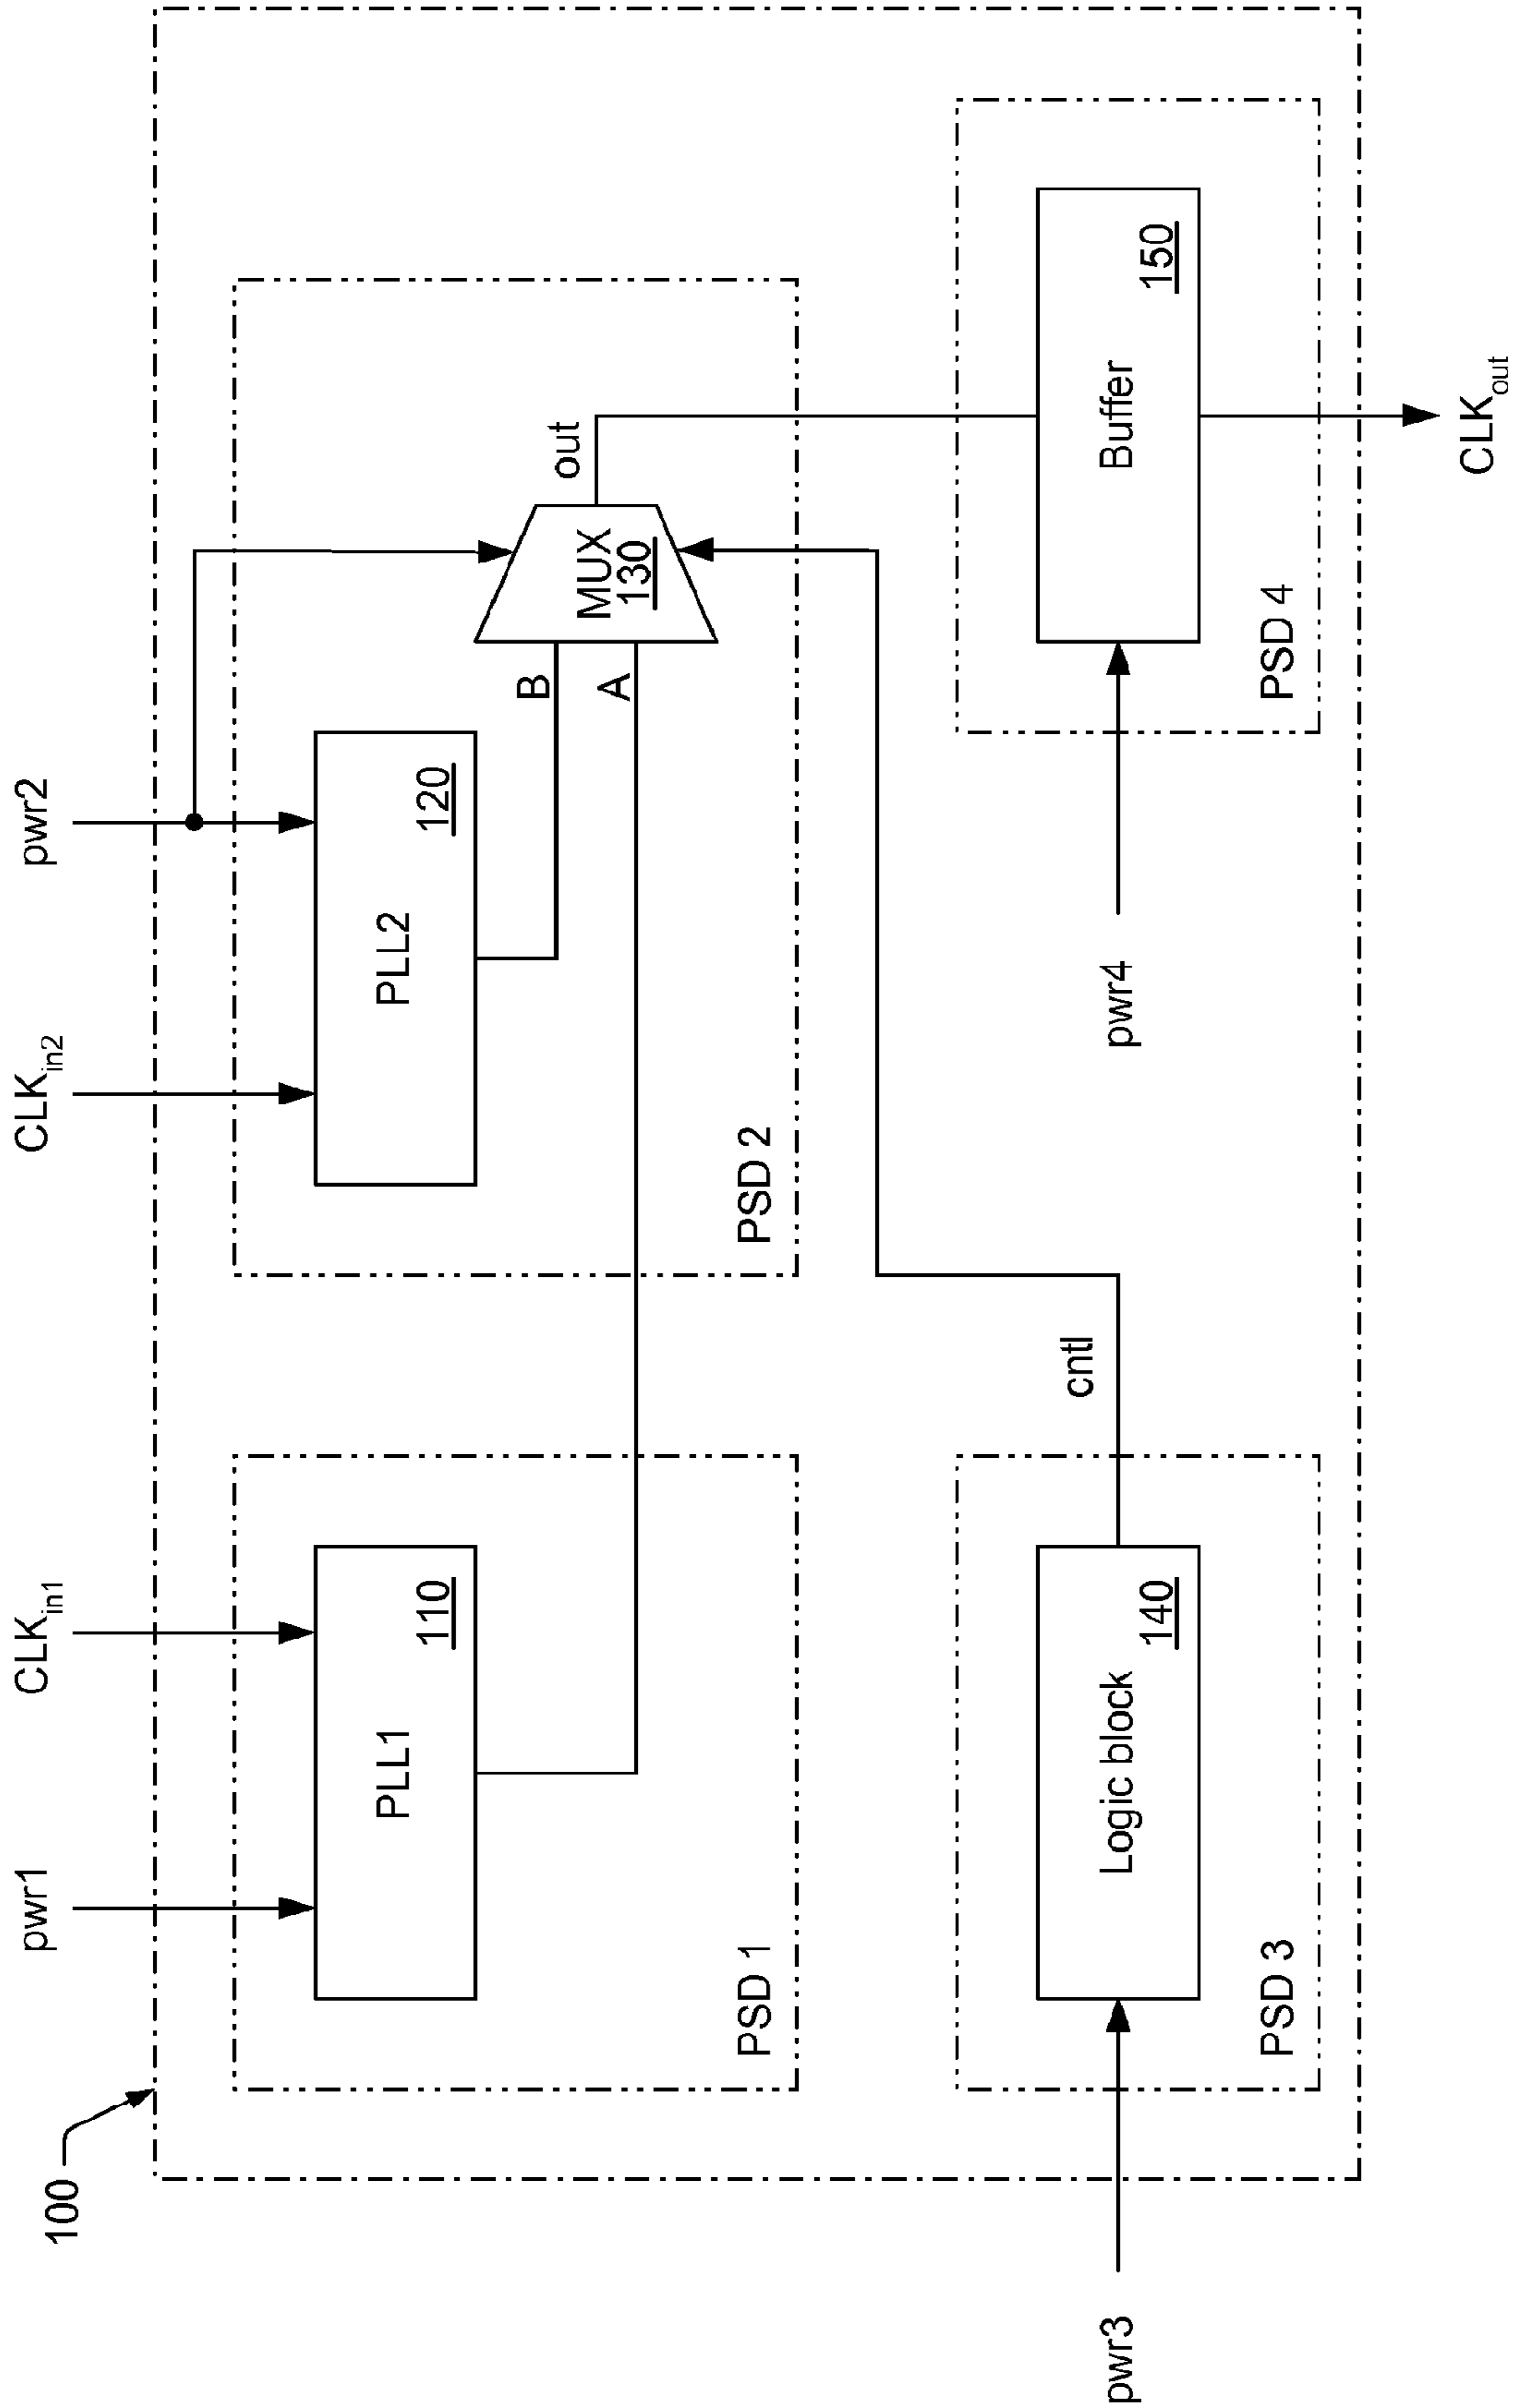 100
pwr1
CLKin1
CLKin2
pwr2
PLL1
110
PLL2
120
B
A
MUX
130
out
PSD 1
PSD 2
cntl
pwr3
Logic block
140
PSD 3
pwr4
Buffer
150
PSD 4
CLKout